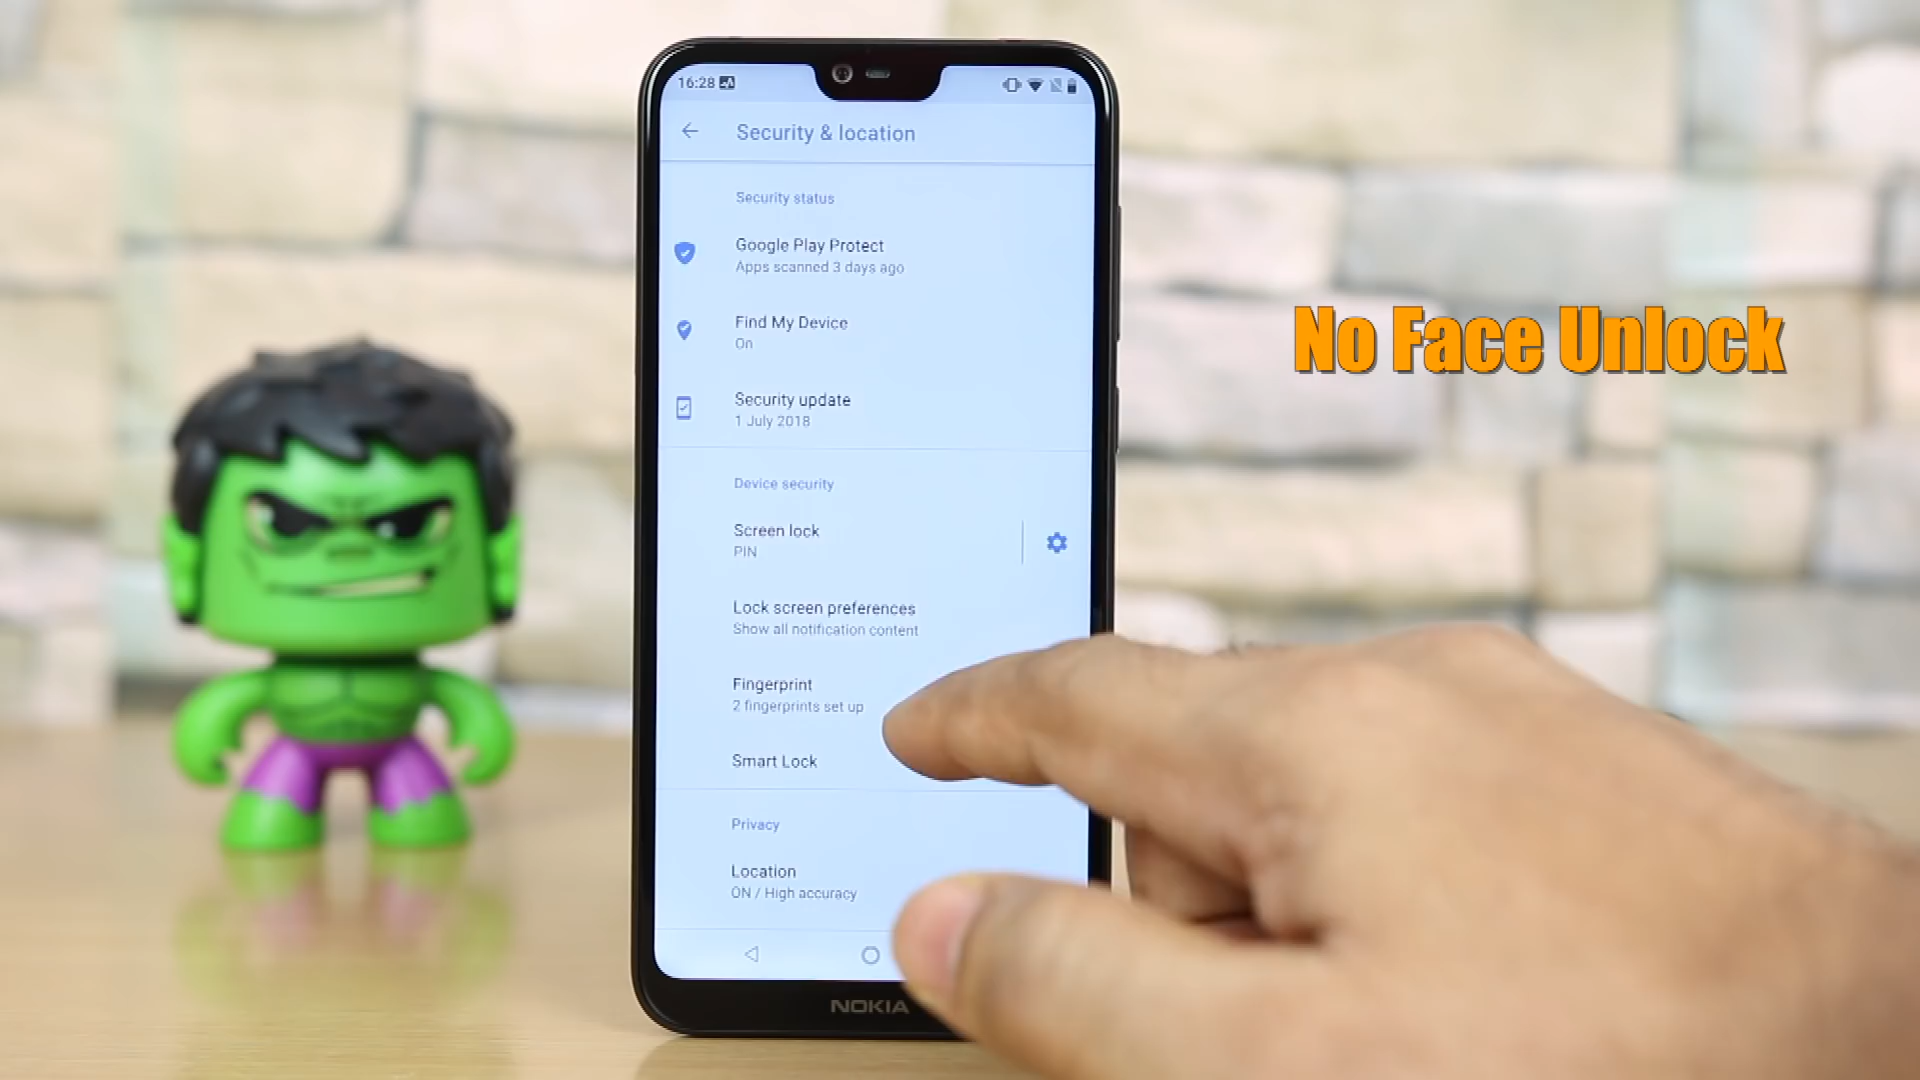 16:28
Security & location
Security status
Google Play Protect
Apps scanned 3 days ago
Find My Device
On
Security update
1 July 2018
No Face Unlock
Device security
Screen lock
PIN
Lock screen preferences
Show all notification content
Fingerprint
2 fingerprints set up
Smart Lock
Privacy
Location
ON / High accuracy
NOKIA